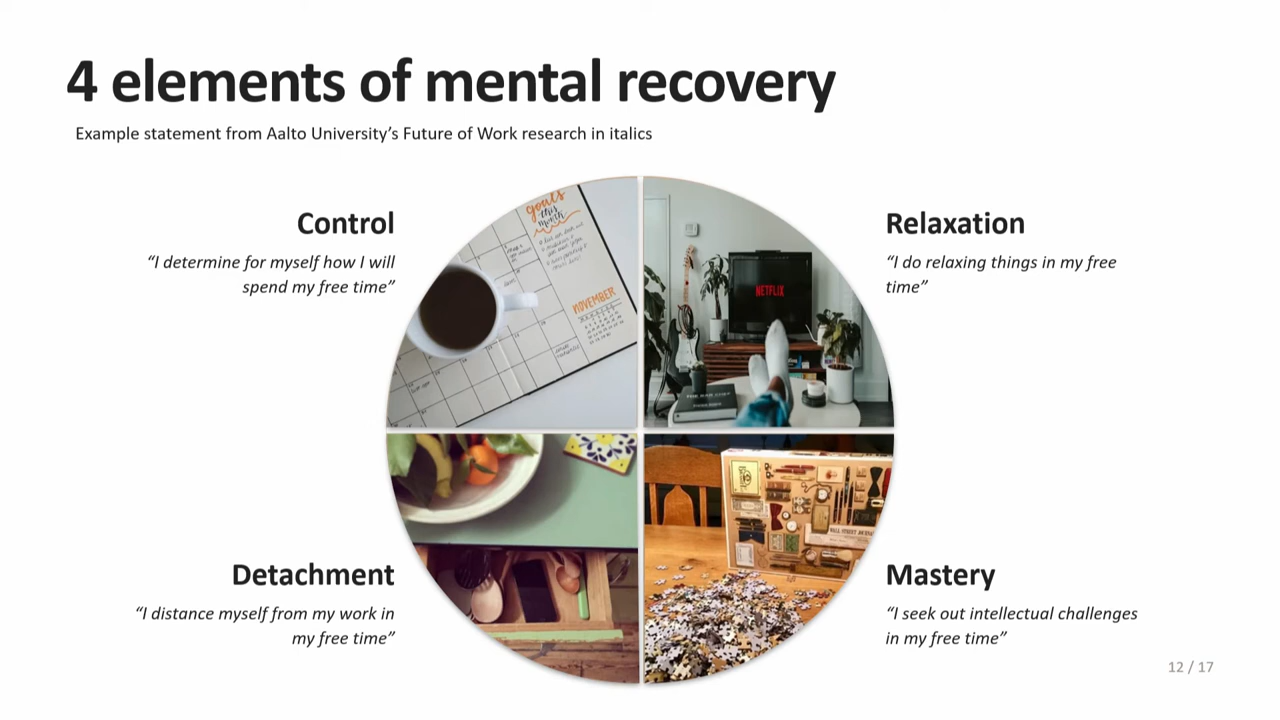 4 elements of mental recovery
Example statement from Aalto University’s Future of Work research in italics
Control
“I determine for myself how I will
spend my free time”
Relaxation
“I do relaxing things in my free
time”
goals
this
month
NOVEMBER
NETFLIX
WALL STREET JOURNAL
Detachment
“I distance myself from my work in
my free time”
Mastery
“I seek out intellectual challenges
in my free time”
12 / 17